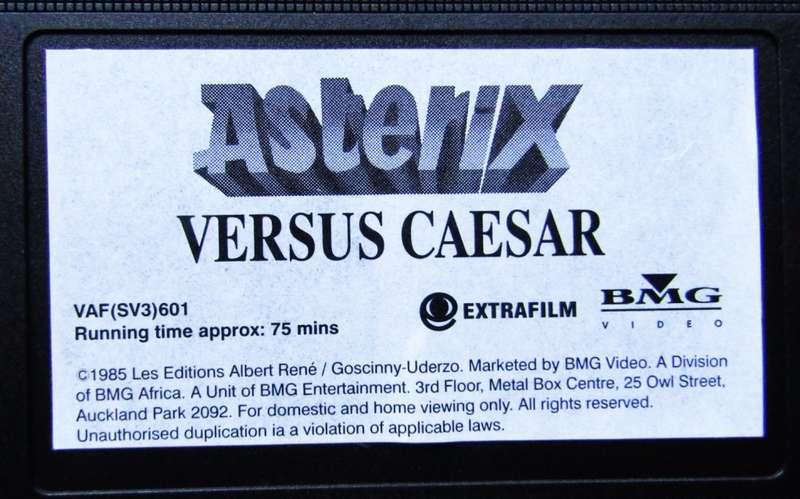 Asterix
VERSUS CAESAR
VAF(SV3)601
Running time approx: 75 mins
EXTRAFILM
BMG
VIDEO
©1985 Les Editions Albert René / Goscinny-Uderzo. Marketed by BMG Video. A Division
of BMG Africa. A Unit of BMG Entertainment. 3rd Floor, Metal Box Centre, 25 Owl Street,
Auckland Park 2092. For domestic and home viewing only. All rights reserved.
Unauthorised duplication ia a violation of applicable laws.